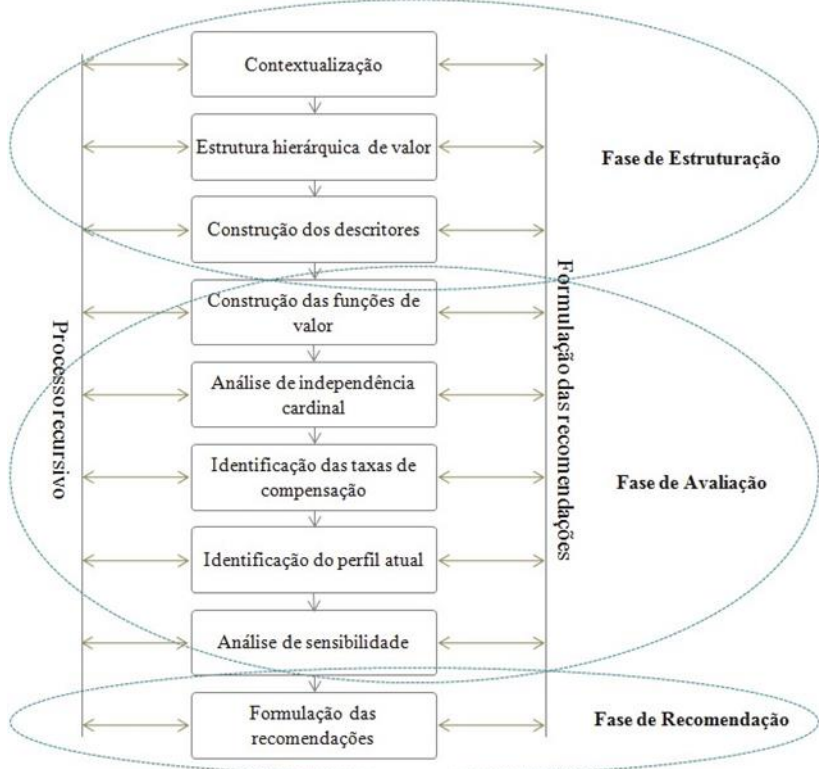 Contextualização
Estrutura hierárquica de valor
Fase de Estruturação
Construção dos descritores
Construção das funções de
valor
Análise de independência
cardinal
Identificação das taxas de
compensação
Fase de Avaliação
Identificação do perfil atual
Análise de sensibilidade
Formulação das
recomendações
Fase de Recomendação
Processo recursivo
Formulação das recomendações